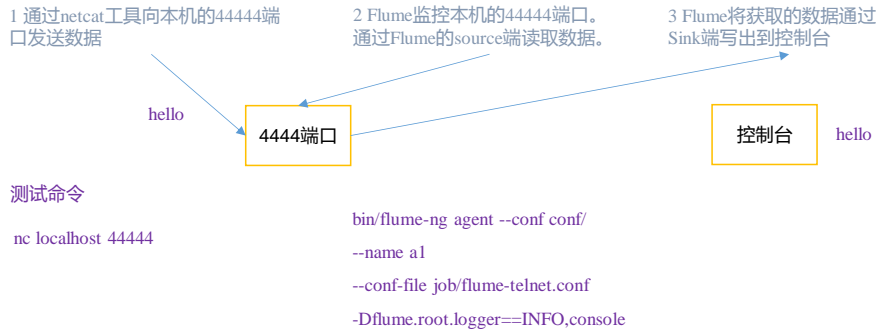 1 通过netcat工具向本机的44444端
口发送数据
2 Flume监控本机的44444端口。
通过Flume的source端读取数据。
3 Flume将获取的数据通过
Sink端写出到控制台
hello
4444端口
控制台
hello
测试命令
nc localhost 44444
bin/flume-ng agent --conf conf/
--name a1
--conf-file job/flume-telnet.conf
-Dflume.root.logger==INFO,console